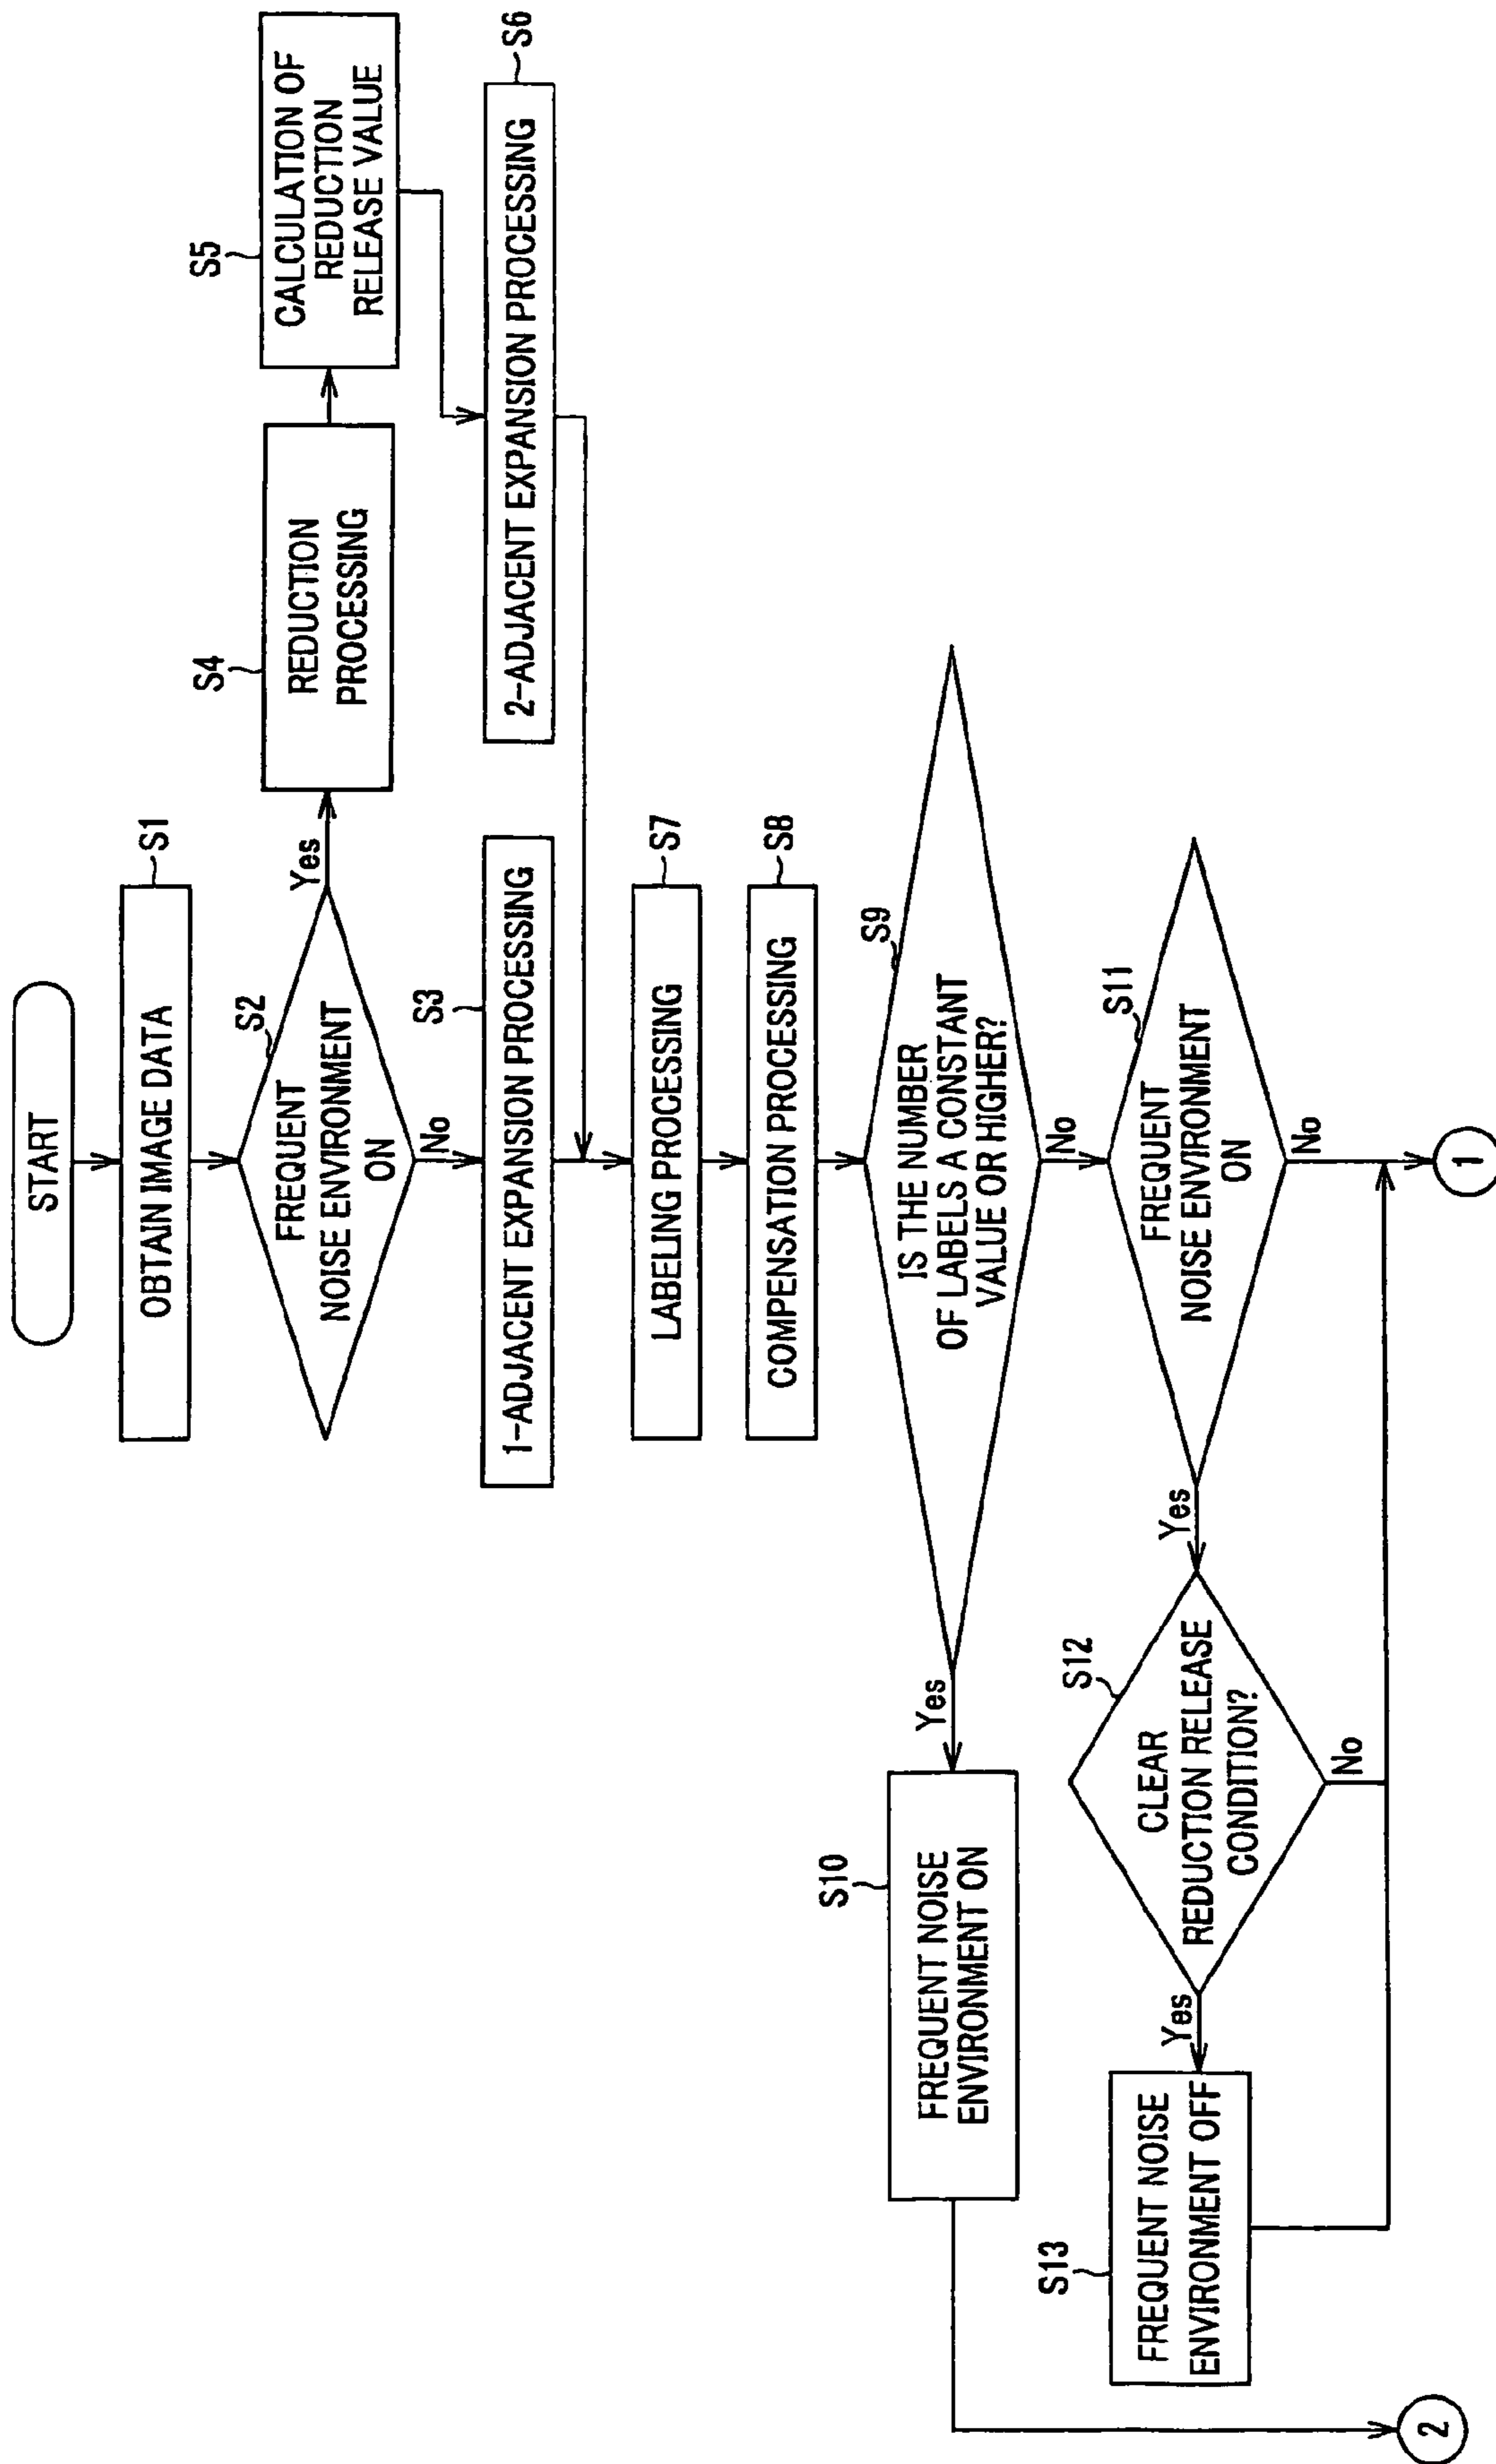 START
OBTAIN IMAGE DATA
S1
FREQUENT
NOISE ENVIRONMENT
ON
S2
Yes
No
1-ADJACENT EXPANSION PROCESSING
S3
REDUCTION
PROCESSING
S4
CALCULATION OF
REDUCTION
RELEASE VALUE
S5
2-ADJACENT EXPANSION PROCESSING
S6
LABELING PROCESSING
S7
COMPENSATION PROCESSING
S8
IS THE NUMBER
OF LABELS A CONSTANT
VALUE OR HIGHER?
S9
Yes
No
FREQUENT NOISE
ENVIRONMENT ON
S10
FREQUENT
NOISE ENVIRONMENT
ON
S11
Yes
No
CLEAR
REDUCTION RELEASE
CONDITION?
S12
Yes
No
FREQUENT NOISE
ENVIRONMENT OFF
S13
1
2